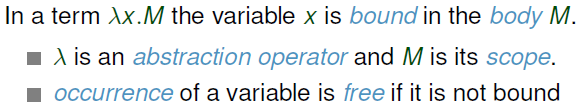 In a term λx.M the variable x is bound in the body M.
■ λ is an abstraction operator and M is its scope.
■ occurrence of a variable is free if it is not bound